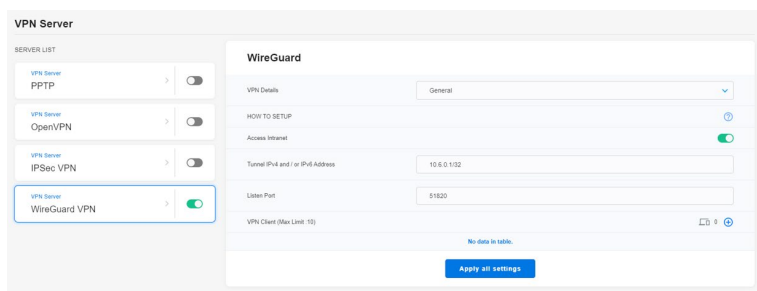 VPN Server
SERVER LIST
VPN Server
PPTP
VPN Server
OpenVPN
VPN Server
IPSec VPN
VPN Server
WireGuard VPN
WireGuard
VPN Details
General
HOW TO SETUP
Access Intranet
Tunnel IPv4 and / or IPv6 Address
10.6.0.1/32
Listen Port
51820
VPN Client (Max Limit :10)
0
No data in table.
Apply all settings